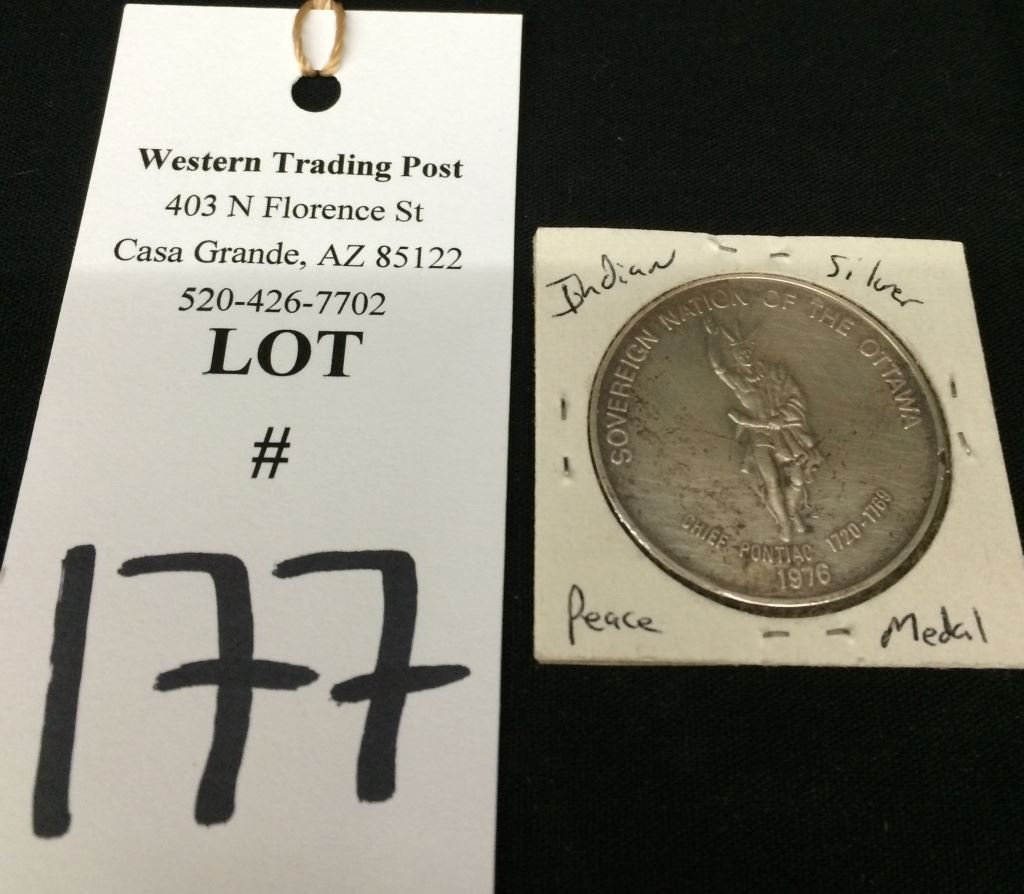 Western Trading Post
403 N Florence St
Casa Grande, AZ 85122
520-426-7702
LOT
#
177
Indian Silver
SOVEREIGN NATION OF THE OTTAWA
CHIEF PONTIAC 1720-1769
1976
Peace Medal